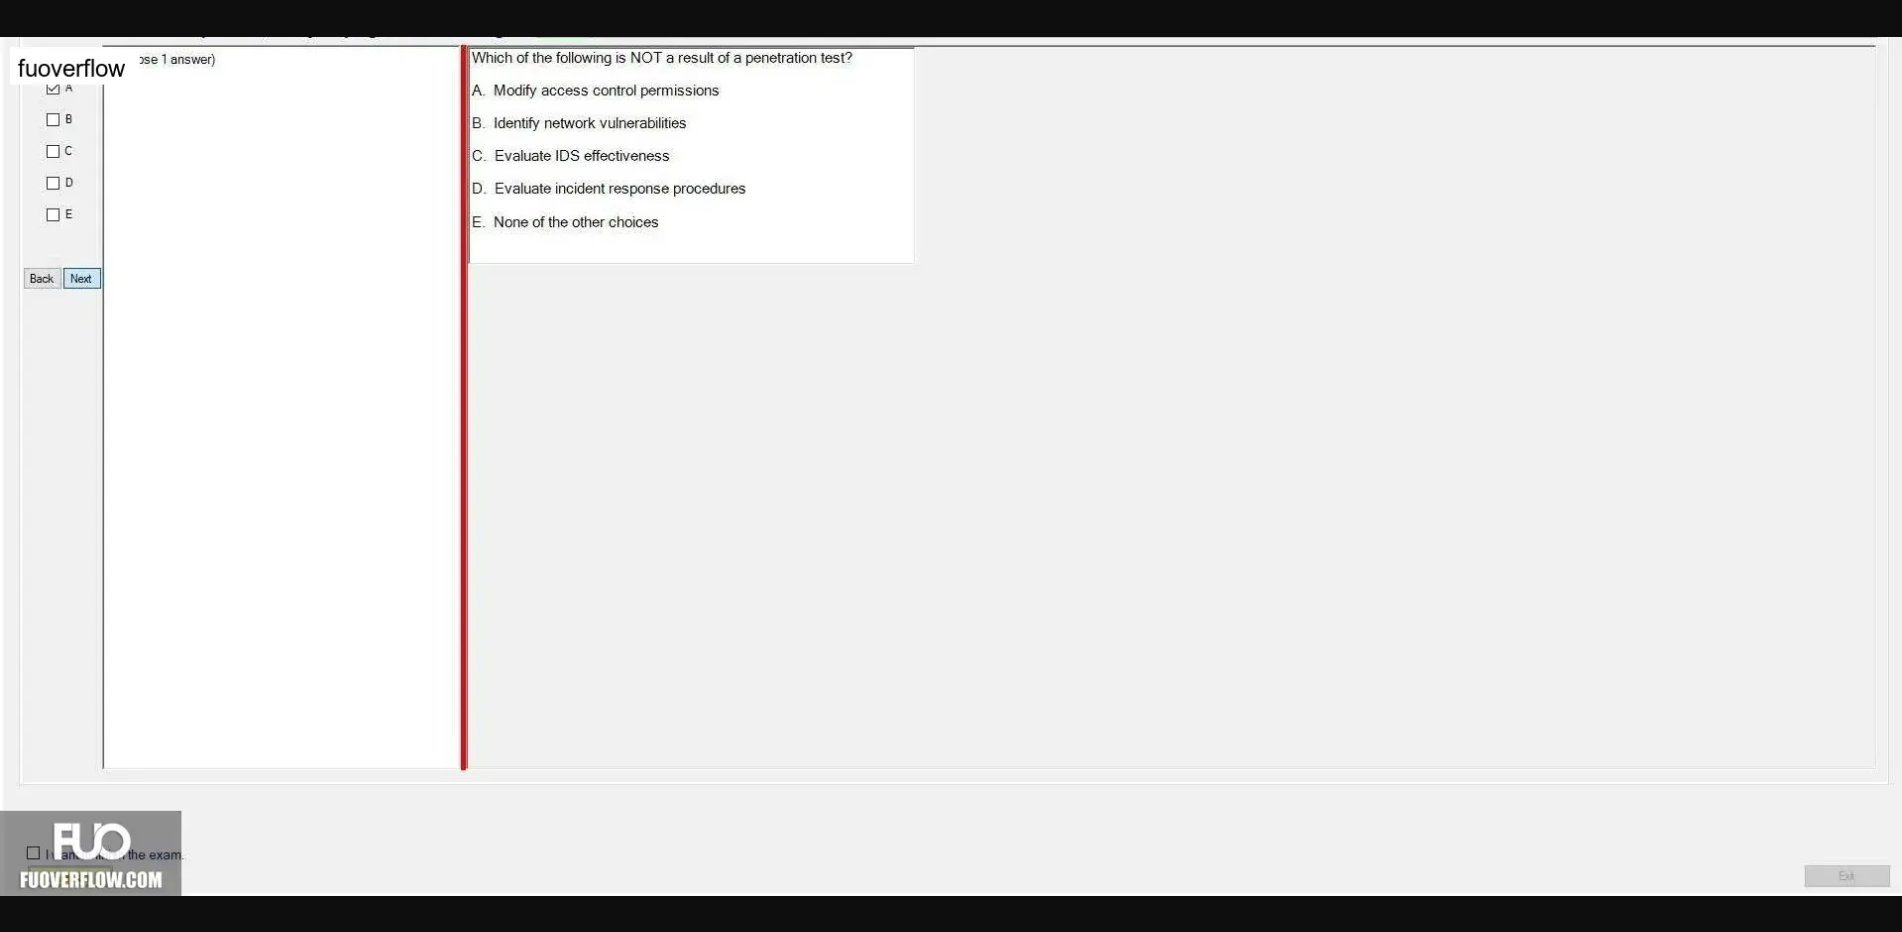 fuoverflow
1 answer)
A
B
C
D
E
Back Next
Which of the following is NOT a result of a penetration test?
A. Modify access control permissions
B. Identify network vulnerabilities
C. Evaluate IDS effectiveness
D. Evaluate incident response procedures
E. None of the other choices
FUO
I the exam.
FUOVERFLOW.COM
Exit